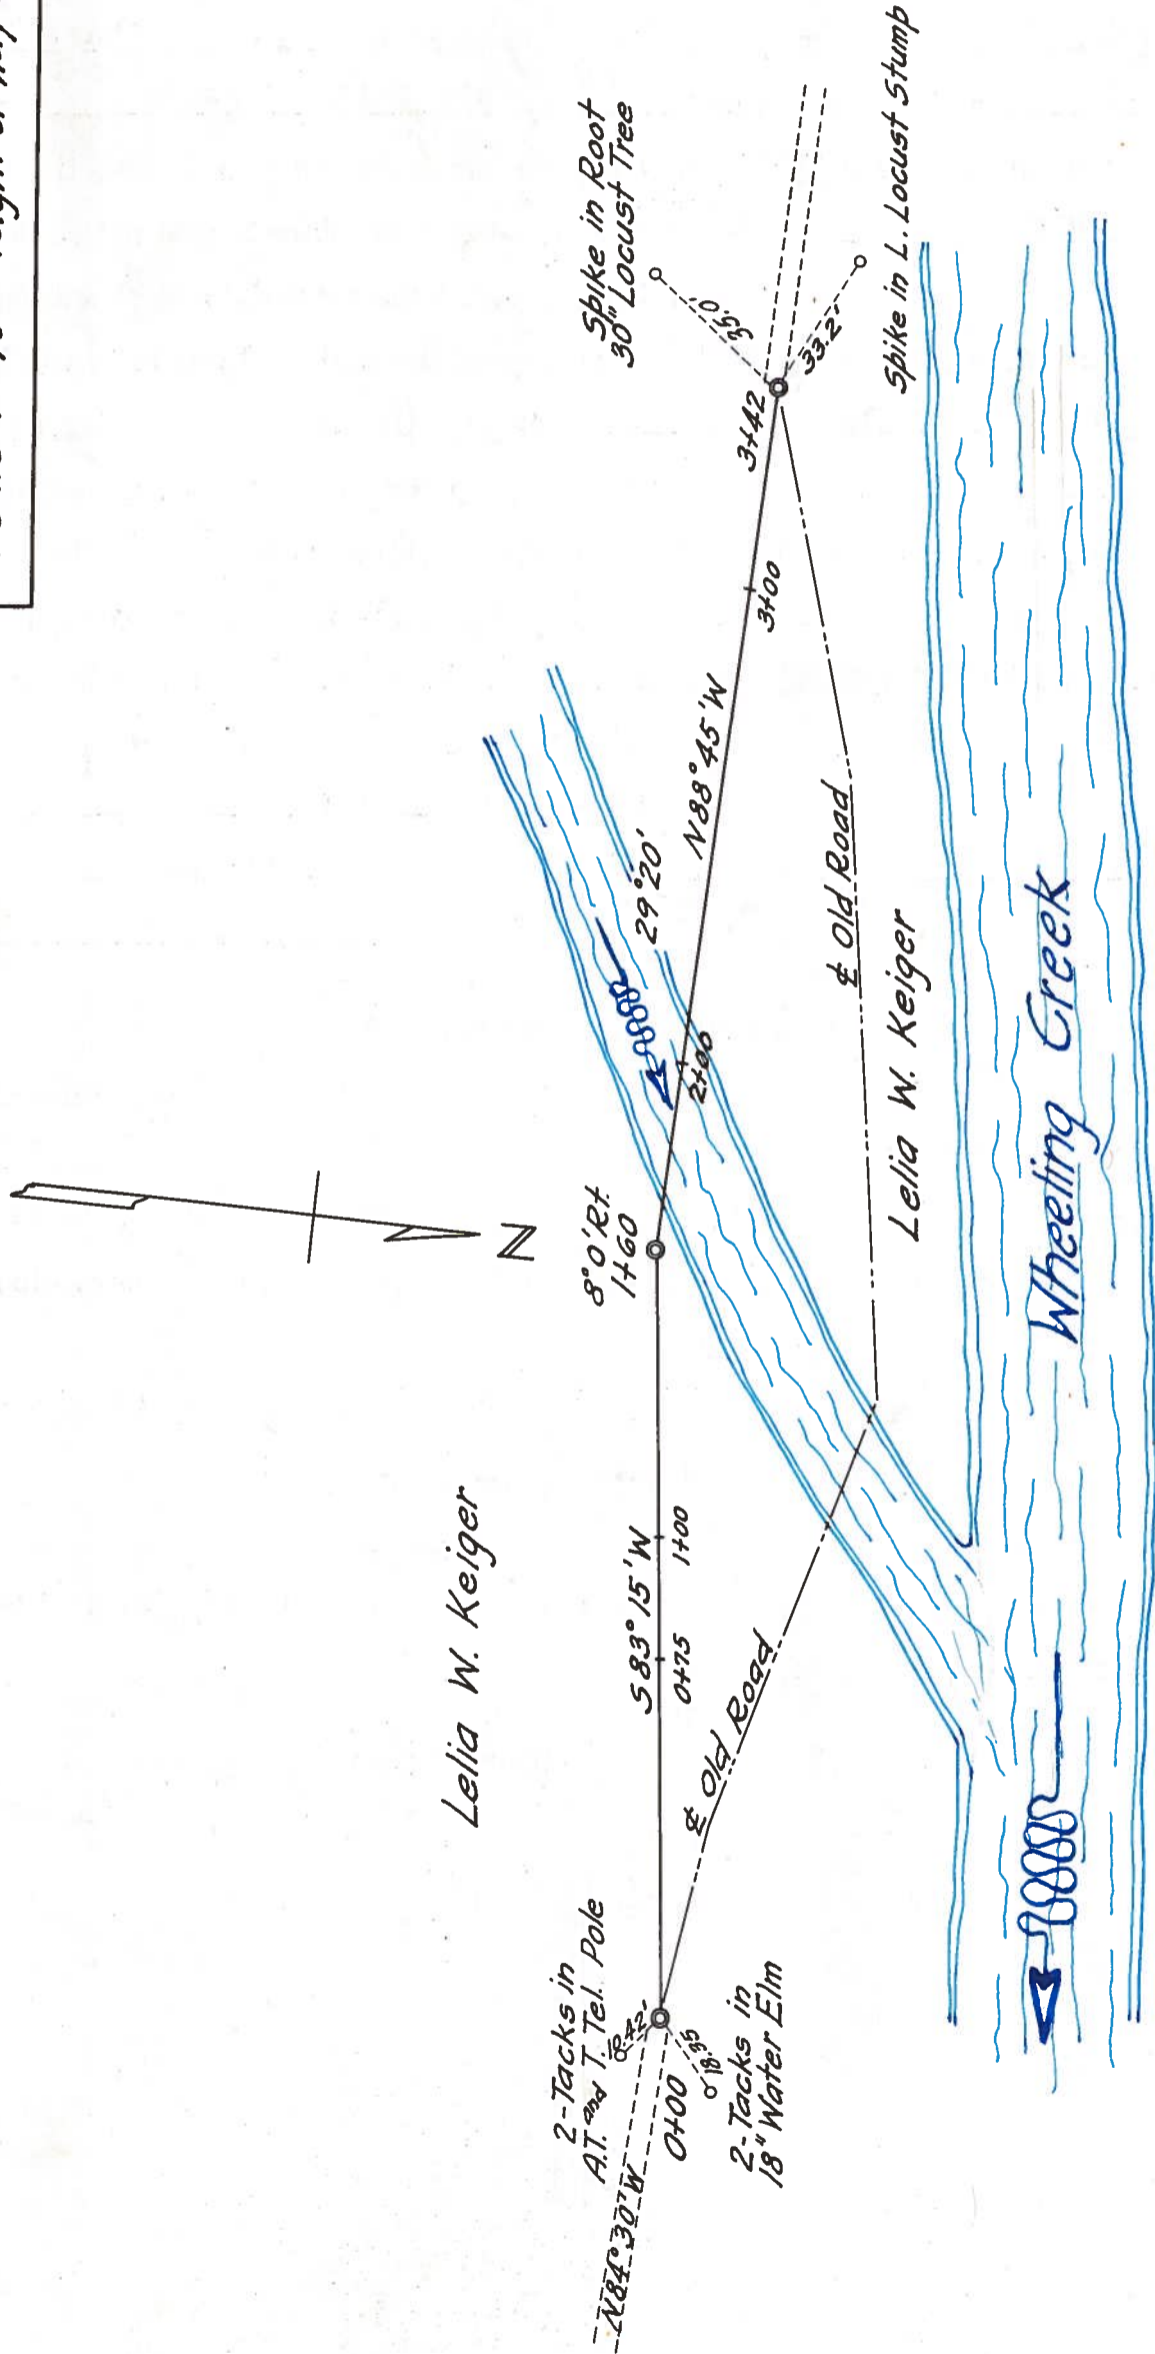 Lelia W. Keiger
2-Tacks in
A.T. and T. Tel. Pole
N84°30'W
0+00
18.95
2-Tacks in
18" Water Elm
S83°15'W
0+75
1+00
8°0'Rt.
1+60
2+00
29°20'
N88°45'W
3+00
3+42
Spike in Root
30" Locust Tree
35.0'
33.2'
Spike in L. Locust Stump
℄ Old Road
℄ Old Road
Lelia W. Keiger
Wheeling Creek
N